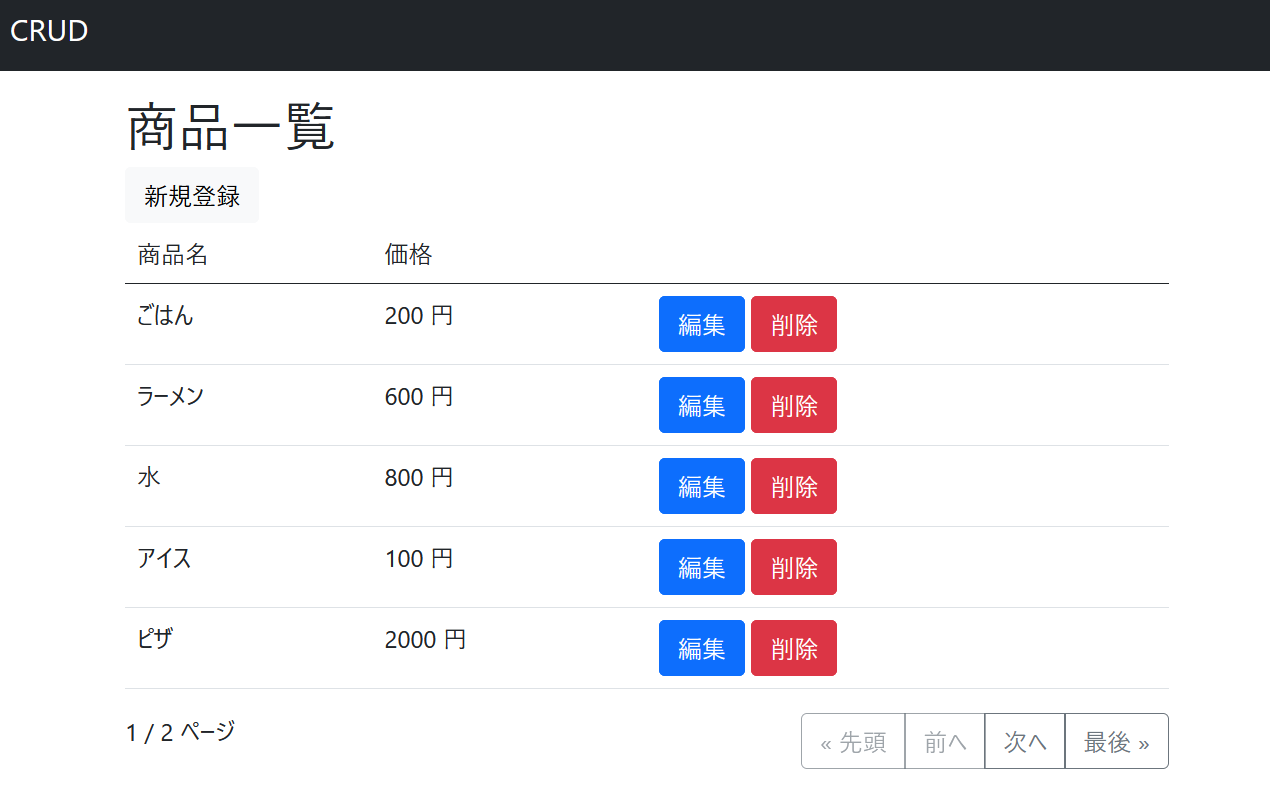 CRUD
商品一覧
新規登録
商品名 価格
ごはん 200 円 編集 削除
ラーメン 600 円 編集 削除
水 800 円 編集 削除
アイス 100 円 編集 削除
ピザ 2000 円 編集 削除
1 / 2 ページ « 先頭 前へ 次へ 最後 »